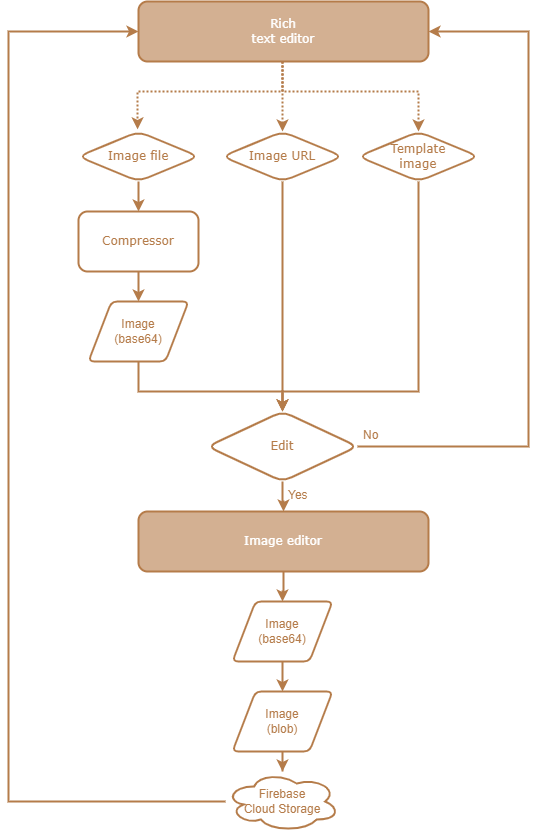 Rich
text editor
Image file
Image URL
Template
image
Compressor
Image
(base64)
Edit
No
Yes
Image editor
Image
(base64)
Image
(blob)
Firebase
Cloud Storage